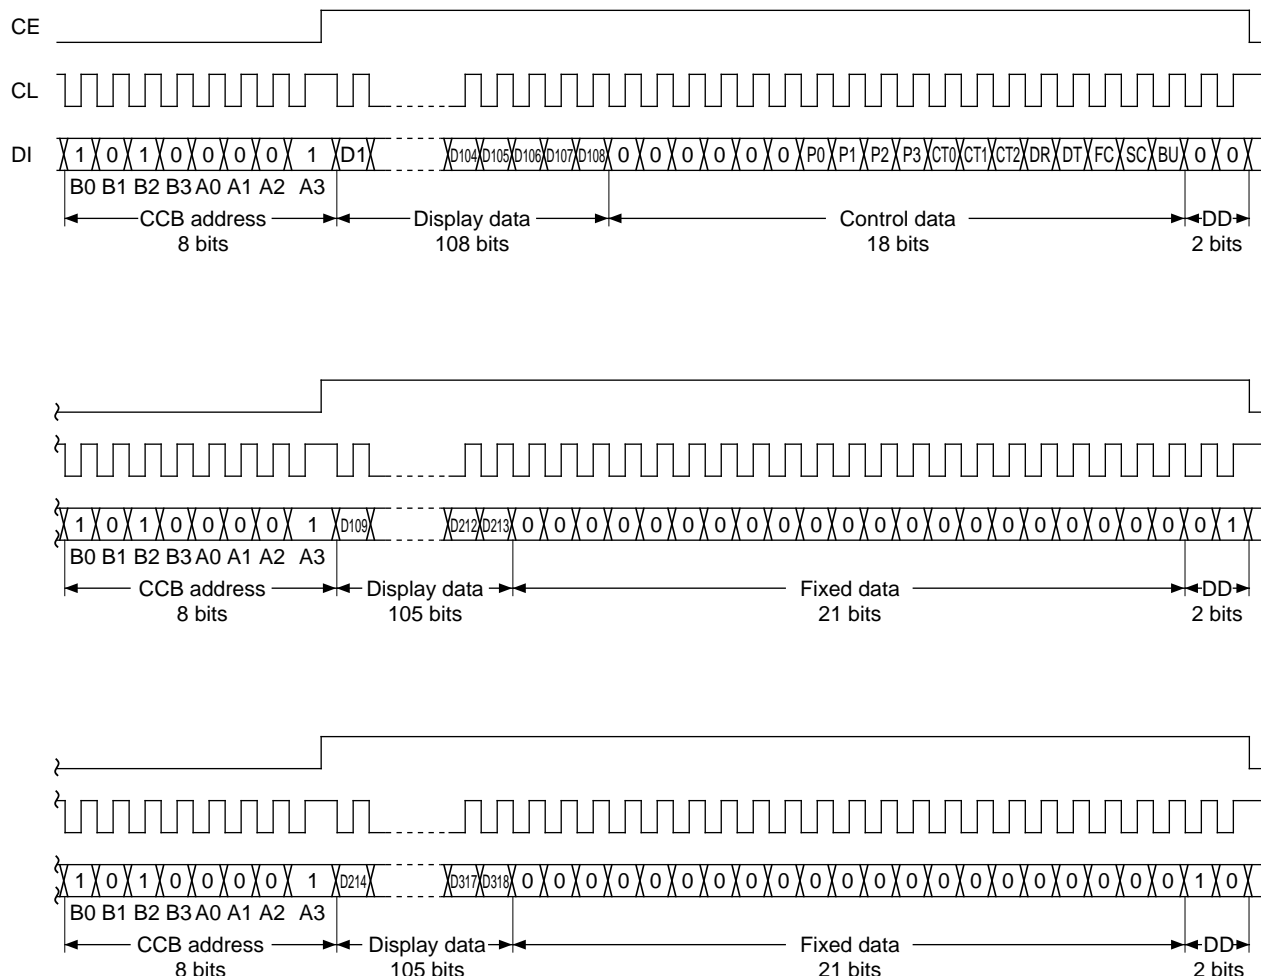 CE
CL
DI 1 0 1 0 0 0 0 1 D1 D104 D105 D106 D107 D108 0 0 0 0 0 0 P0 P1 P2 P3 CT0 CT1 CT2 DR DT FC SC BU 0 0
B0 B1 B2 B3 A0 A1 A2 A3
CCB address Display data Control data DD
8 bits 108 bits 18 bits 2 bits
1 0 1 0 0 0 0 1 D109 D212 D213 0 0 0 0 0 0 0 0 0 0 0 0 0 0 0 0 0 0 0 0 0 0 1
B0 B1 B2 B3 A0 A1 A2 A3
CCB address Display data Fixed data DD
8 bits 105 bits 21 bits 2 bits
1 0 1 0 0 0 0 1 D214 D317 D318 0 0 0 0 0 0 0 0 0 0 0 0 0 0 0 0 0 0 0 0 0 1 0
B0 B1 B2 B3 A0 A1 A2 A3
CCB address Display data Fixed data DD
8 bits 105 bits 21 bits 2 bits